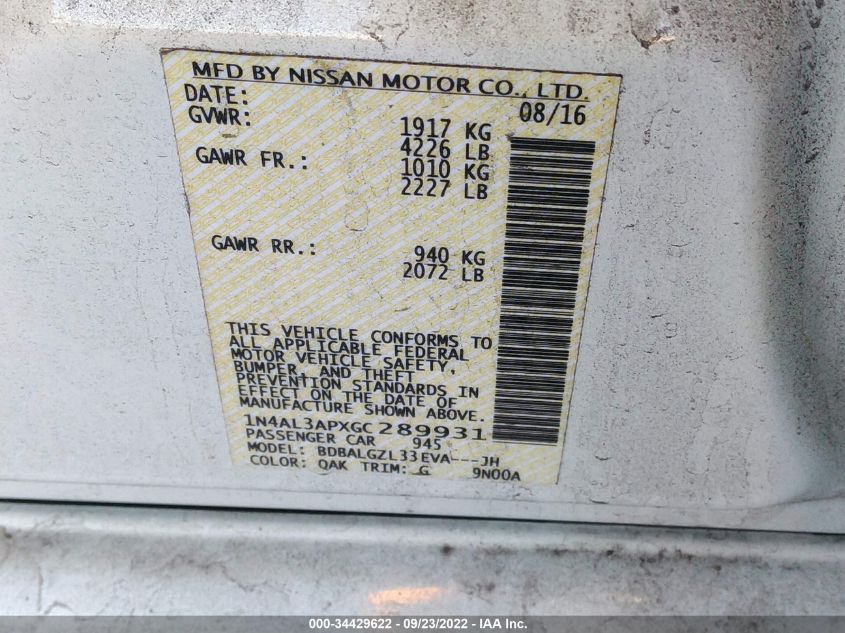 MFD BY NISSAN MOTOR CO., LTD.
DATE: 08/16
GVWR: 1917 KG
4226 LB
GAWR FR.: 1010 KG
2227 LB
GAWR RR.: 940 KG
2072 LB
THIS VEHICLE CONFORMS TO
ALL APPLICABLE FEDERAL
MOTOR VEHICLE SAFETY,
BUMPER, AND THEFT
PREVENTION STANDARDS IN
EFFECT ON THE DATE OF
MANUFACTURE SHOWN ABOVE.
1N4AL3APXGC289931
PASSENGER CAR 945
MODEL: BDBALGZL33EVA---JH
COLOR: QAK TRIM: G 9N00A
000-34429622 - 09/23/2022 - IAA Inc.